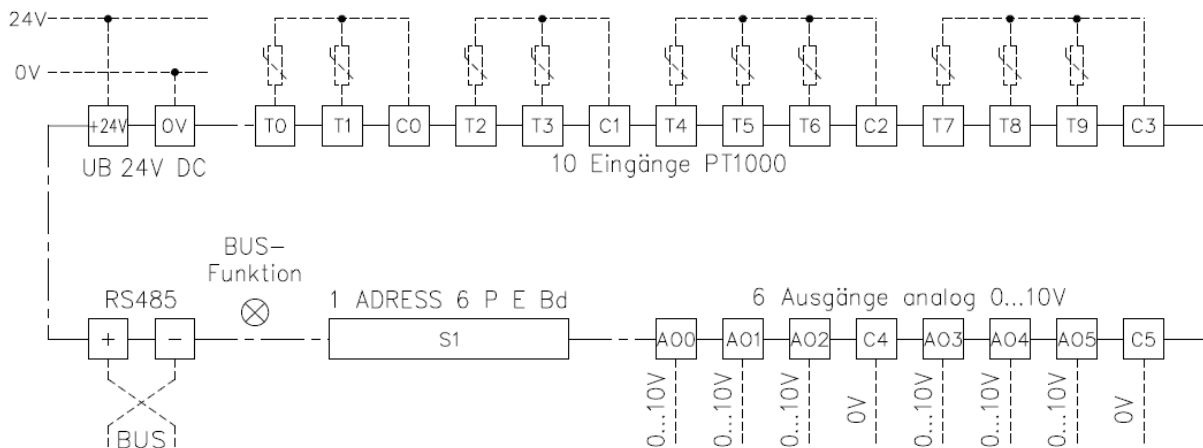 24V
0V
+24V 0V T0 T1 C0 T2 T3 C1 T4 T5 T6 C2 T7 T8 T9 C3
UB 24V DC
10 Eingänge PT1000
BUS-
Funktion
RS485
1 ADRESS 6 P E Bd
6 Ausgänge analog 0...10V
+ - S1 AO0 AO1 AO2 C4 AO3 AO4 AO5 C5
0...10V 0...10V 0...10V 0V 0...10V 0...10V 0...10V 0V
BUS